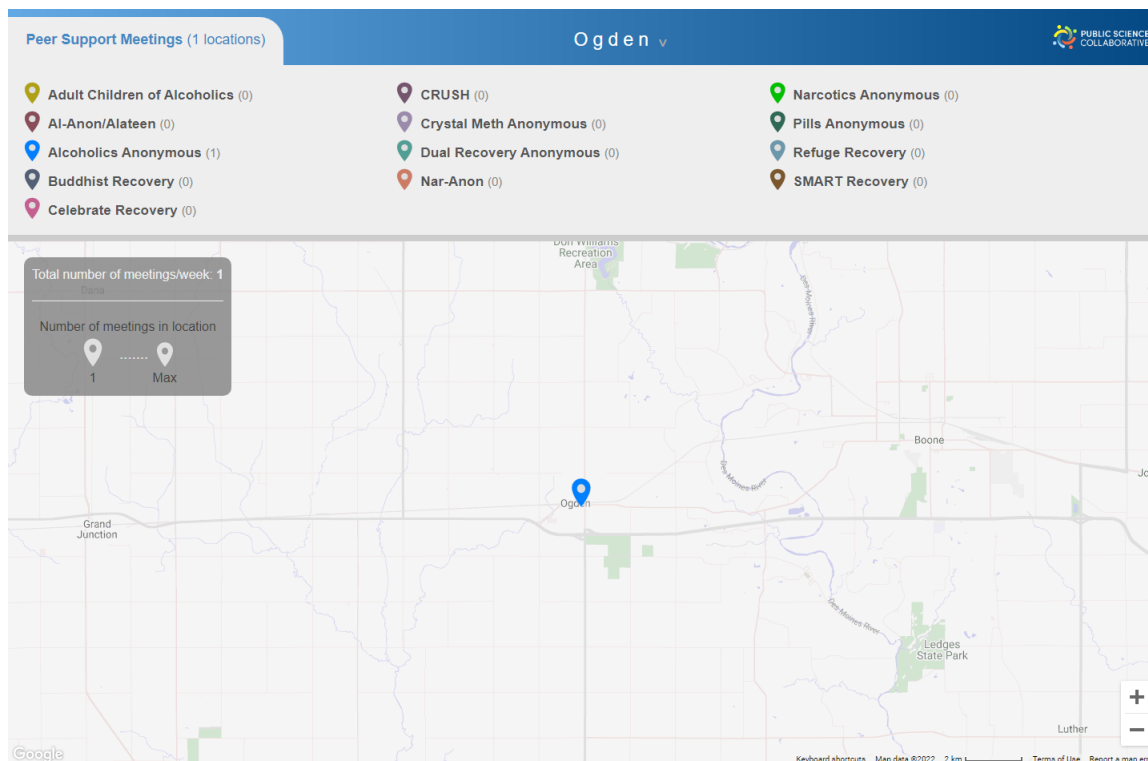 Peer Support Meetings (1 locations)
Ogden v
PUBLIC SCIENCE
COLLABORATIVE
Adult Children of Alcoholics (0)
Al-Anon/Alateen (0)
Alcoholics Anonymous (1)
Buddhist Recovery (0)
Celebrate Recovery (0)
CRUSH (0)
Crystal Meth Anonymous (0)
Dual Recovery Anonymous (0)
Nar-Anon (0)
Narcotics Anonymous (0)
Pills Anonymous (0)
Refuge Recovery (0)
SMART Recovery (0)
Total number of meetings/week: 1
Dana
Number of meetings in location
1 ....... Max
Don Williams
Recreation
Area
Des Moines River
Boone
Des Moines River
Ogden
Grand
Junction
Des Moines River
Ledges
State Park
Luther
+
−
Google
Keyboard shortcuts Map data ©2022 2 km Terms of Use Report a map